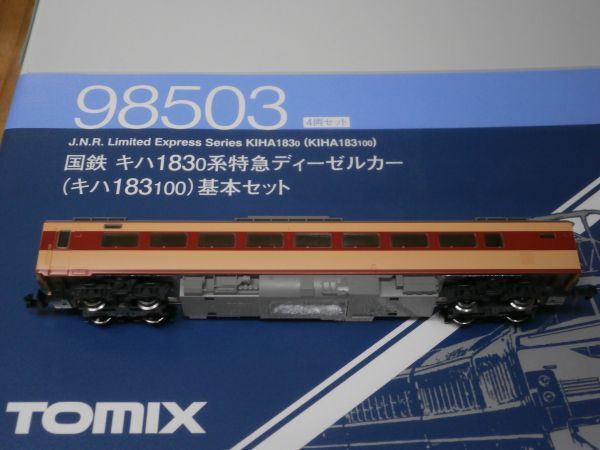 98503 4両セット
J.N.R. Limited Express Series KIHA1830 (KIHA183100)
国鉄 キハ1830系特急ディーゼルカー
(キハ183100)基本セット
TOMIX